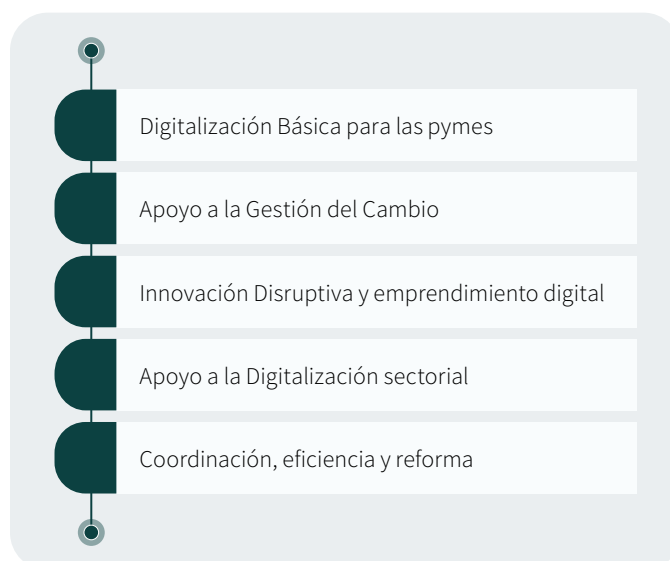 Digitalización Básica para las pymes
Apoyo a la Gestión del Cambio
Innovación Disruptiva y emprendimiento digital
Apoyo a la Digitalización sectorial
Coordinación, eficiencia y reforma